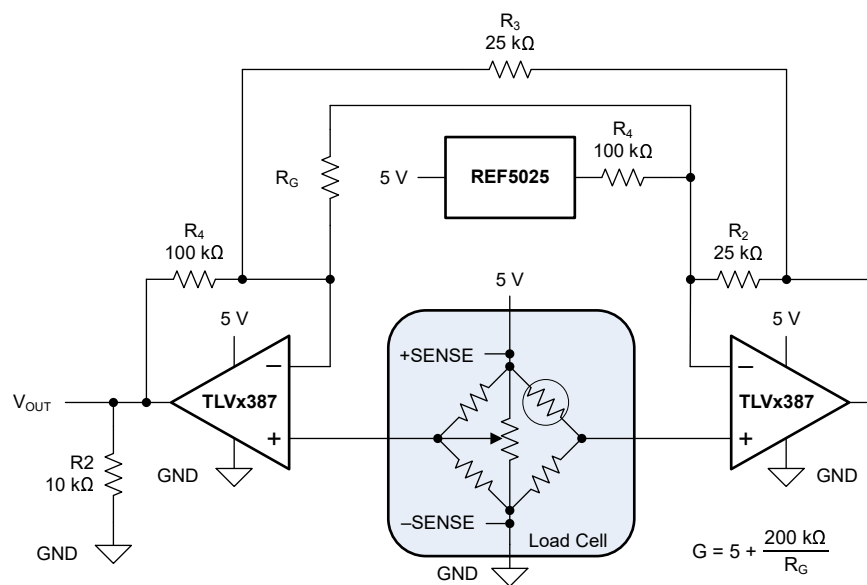 R3
25 kΩ
R4
100 kΩ
RG
5 V
REF5025
R4
100 kΩ
R2
25 kΩ
5 V
5 V
+SENSE
5 V
VOUT
TLVx387
TLVx387
R2
10 kΩ
GND
GND
GND
–SENSE
Load Cell
GND
G = 5 + 200 kΩ / RG